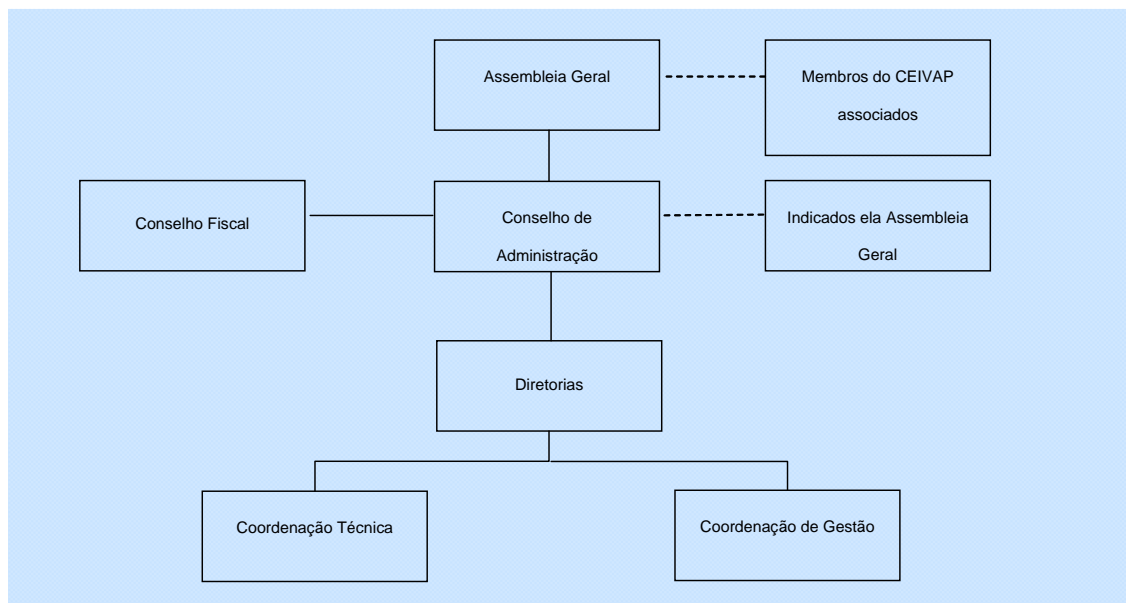 Assembleia Geral
Membros do CEIVAP
associados
Conselho Fiscal
Conselho de
Administração
Indicados ela Assembleia
Geral
Diretorias
Coordenação Técnica
Coordenação de Gestão